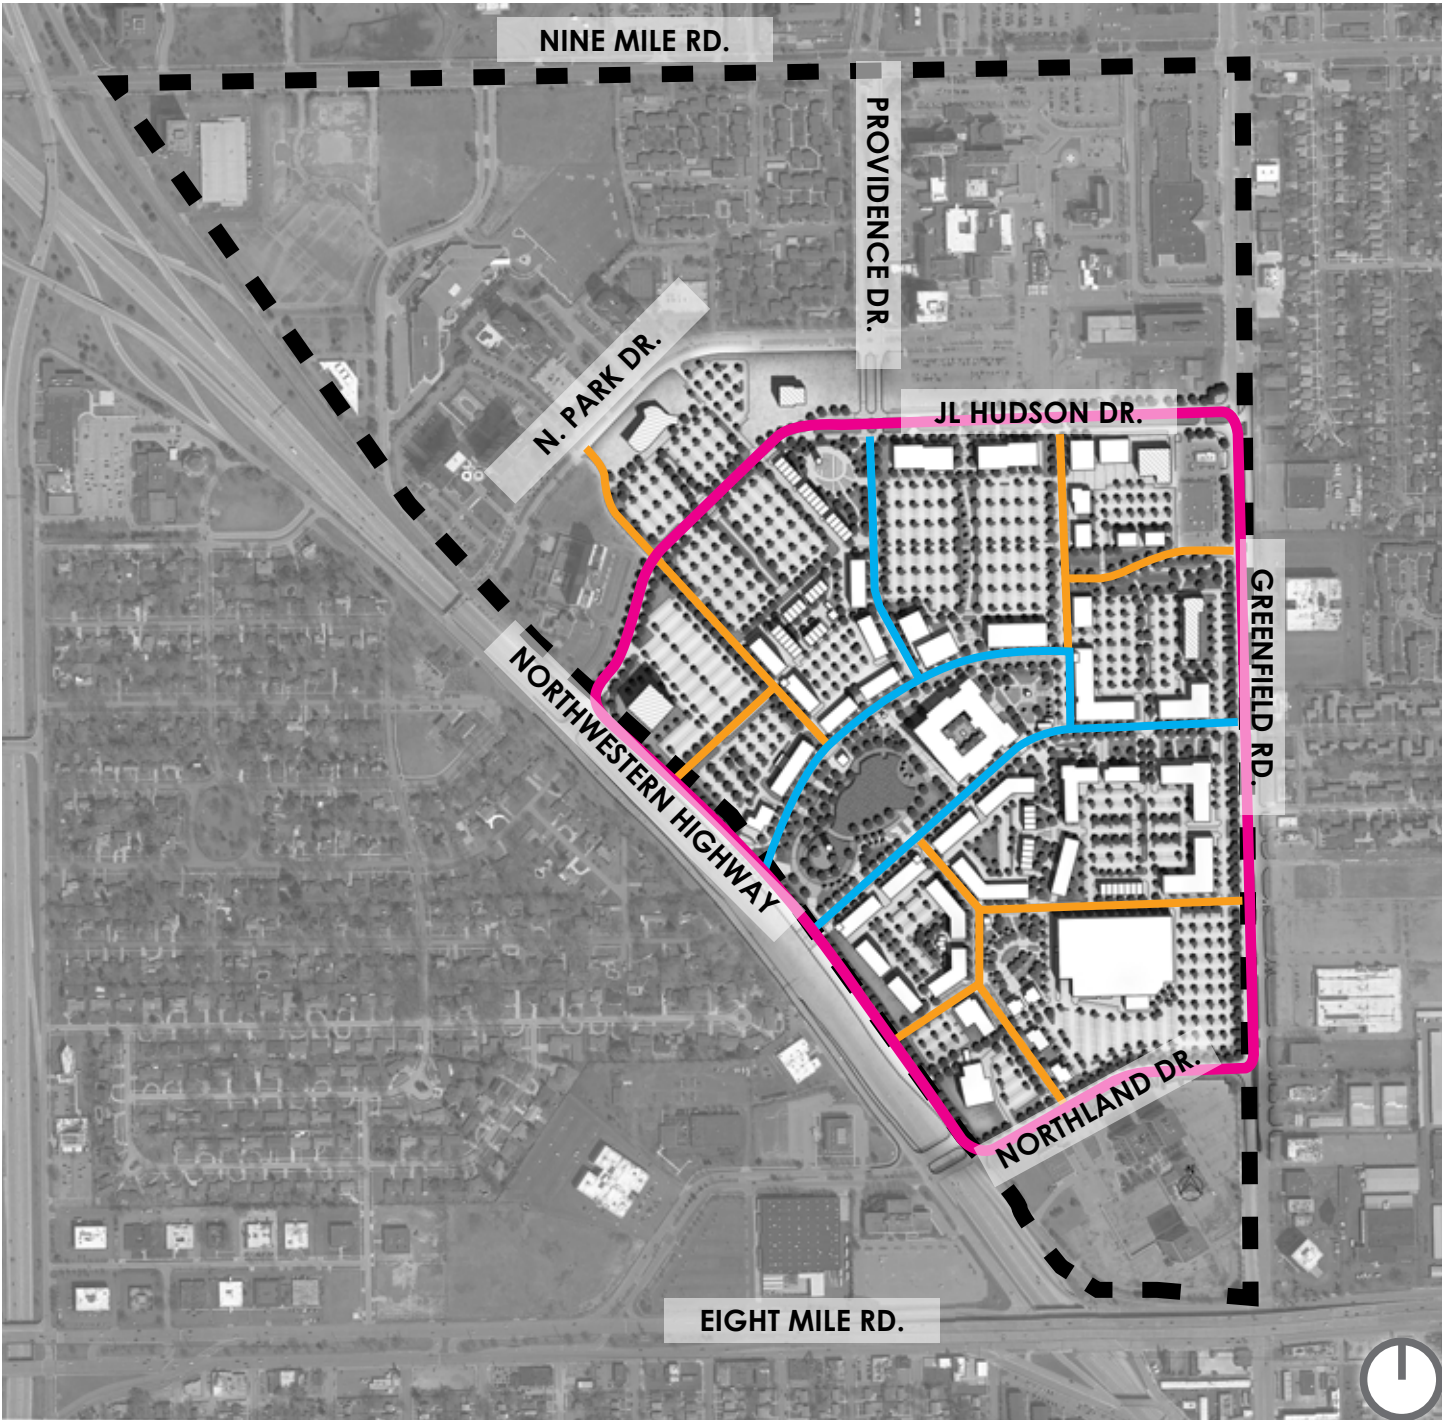 NINE MILE RD.
PROVIDENCE DR.
N. PARK DR.
JL HUDSON DR.
GREENFIELD RD.
NORTHWESTERN HIGHWAY
NORTHLAND DR.
EIGHT MILE RD.